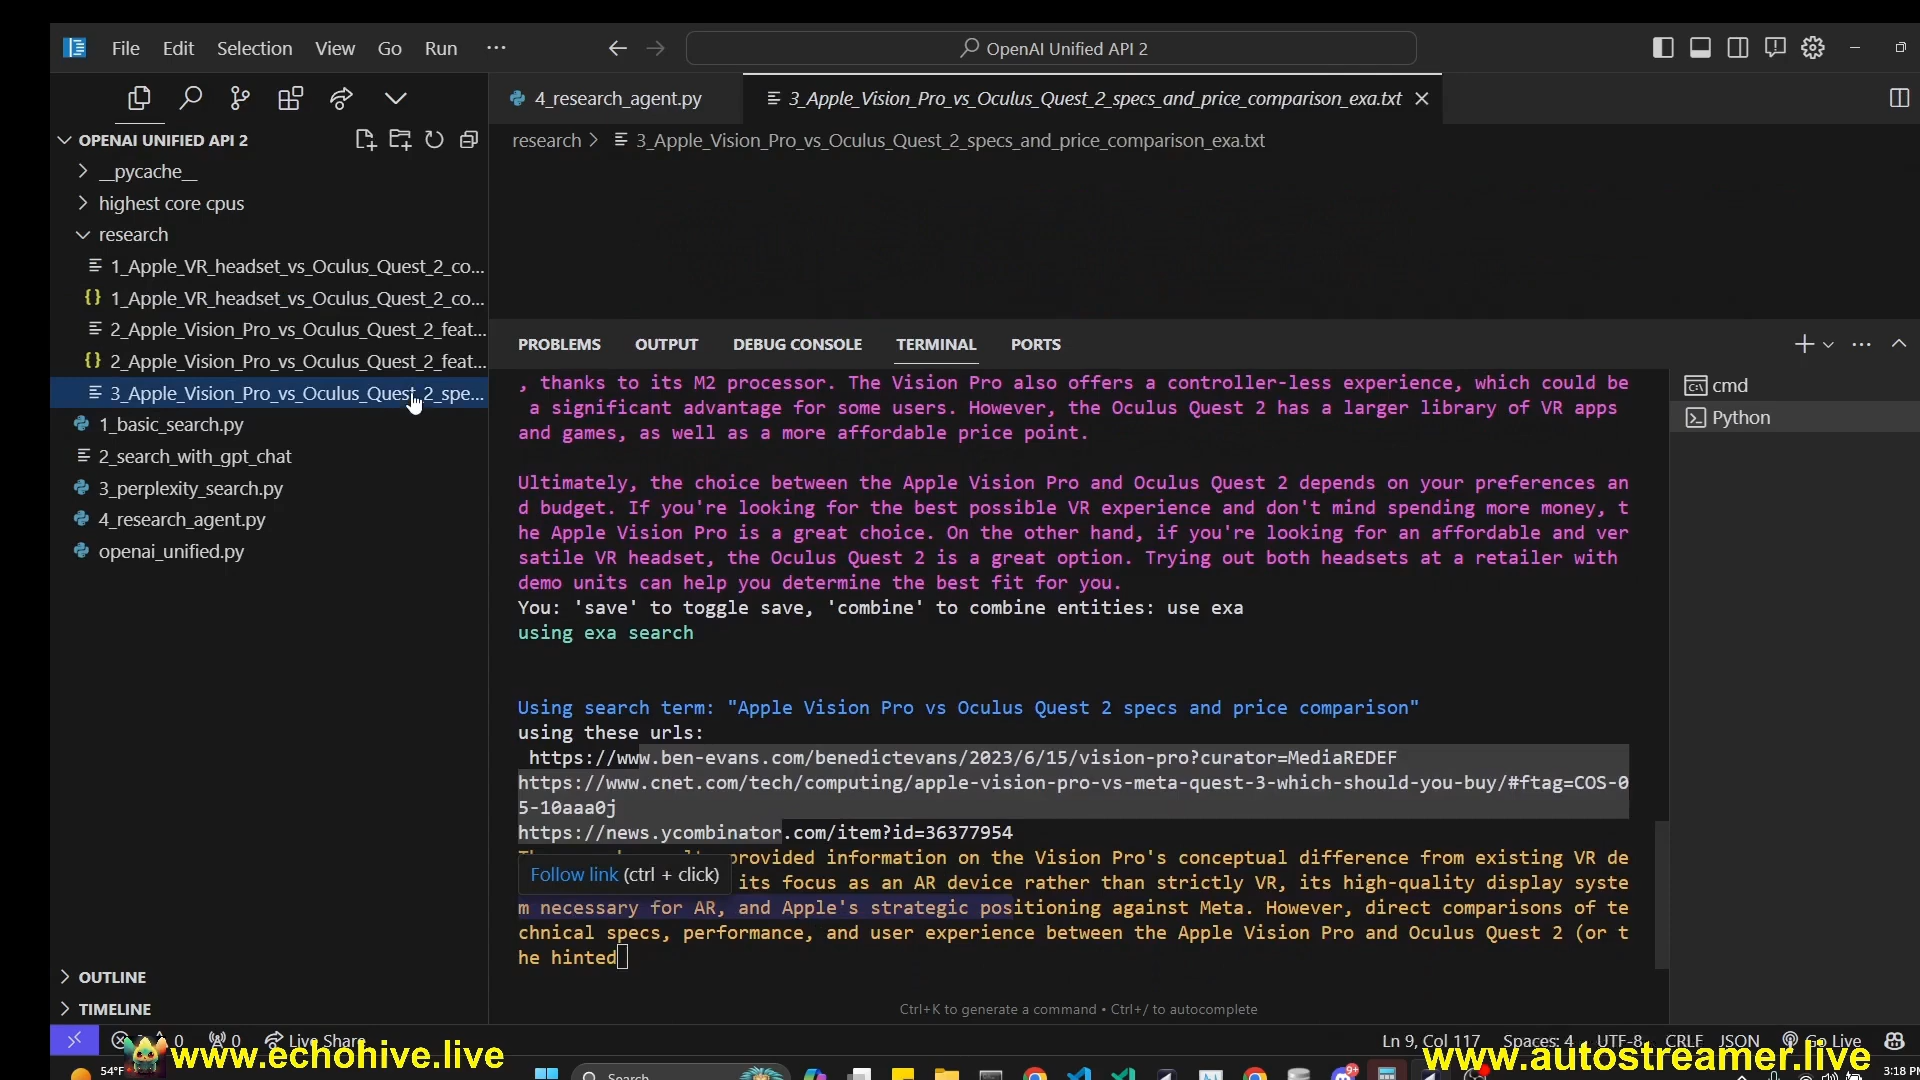 File Edit Selection View Go Run ···
OpenAI Unified API 2
4_research_agent.py
3_Apple_Vision_Pro_vs_Oculus_Quest_2_specs_and_price_comparison_exa.txt
OPENAI UNIFIED API 2
research > 3_Apple_Vision_Pro_vs_Oculus_Quest_2_specs_and_price_comparison_exa.txt
__pycache__
highest core cpus
research
1_Apple_VR_headset_vs_Oculus_Quest_2_co...
{} 1_Apple_VR_headset_vs_Oculus_Quest_2_co...
2_Apple_Vision_Pro_vs_Oculus_Quest_2_feat...
{} 2_Apple_Vision_Pro_vs_Oculus_Quest_2_feat...
3_Apple_Vision_Pro_vs_Oculus_Quest_2_spe...
1_basic_search.py
2_search_with_gpt_chat
3_perplexity_search.py
4_research_agent.py
openai_unified.py
OUTLINE
TIMELINE
PROBLEMS OUTPUT DEBUG CONSOLE TERMINAL PORTS
cmd
Python
, thanks to its M2 processor. The Vision Pro also offers a controller-less experience, which could be
a significant advantage for some users. However, the Oculus Quest 2 has a larger library of VR apps
and games, as well as a more affordable price point.
Ultimately, the choice between the Apple Vision Pro and Oculus Quest 2 depends on your preferences an
d budget. If you're looking for the best possible VR experience and don't mind spending more money, t
he Apple Vision Pro is a great choice. On the other hand, if you're looking for an affordable and ver
satile VR headset, the Oculus Quest 2 is a great option. Trying out both headsets at a retailer with
demo units can help you determine the best fit for you.
You: 'save' to toggle save, 'combine' to combine entities: use exa
using exa search
Using search term: "Apple Vision Pro vs Oculus Quest 2 specs and price comparison"
using these urls:
https://www.ben-evans.com/benedictevans/2023/6/15/vision-pro?curator=MediaREDEF
https://www.cnet.com/tech/computing/apple-vision-pro-vs-meta-quest-3-which-should-you-buy/#ftag=COS-0
5-10aaa0j
https://news.ycombinator.com/item?id=36377954
provided information on the Vision Pro's conceptual difference from existing VR de
Follow link (ctrl + click) its focus as an AR device rather than strictly VR, its high-quality display syste
m necessary for AR, and Apple's strategic positioning against Meta. However, direct comparisons of te
chnical specs, performance, and user experience between the Apple Vision Pro and Oculus Quest 2 (or t
he hinted
Ctrl+K to generate a command • Ctrl+/ to autocomplete
0 0 Live Share
Ln 9, Col 117 Spaces: 4 UTF-8 CRLF JSON Go Live
www.echohive.live
www.autostreamer.live
54°F
Search
3:18 PM